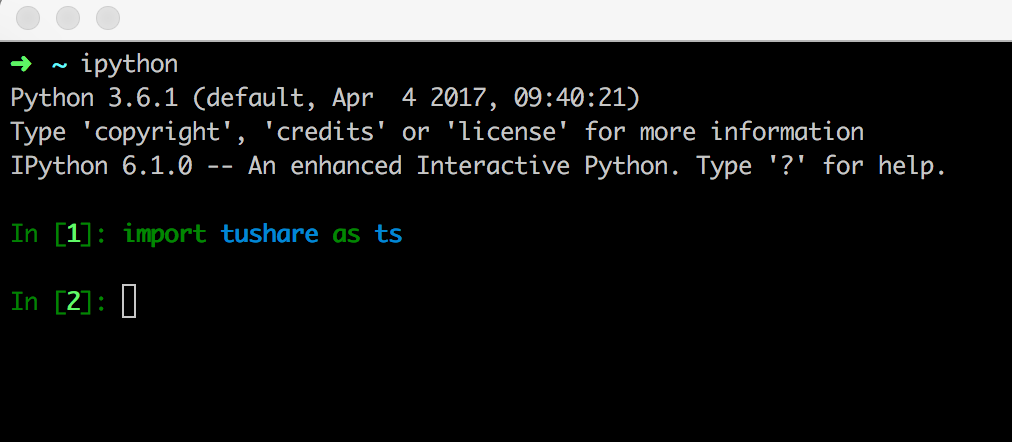 ➜ ~ ipython
Python 3.6.1 (default, Apr  4 2017, 09:40:21)
Type 'copyright', 'credits' or 'license' for more information
IPython 6.1.0 -- An enhanced Interactive Python. Type '?' for help.
In [1]: import tushare as ts
In [2]: